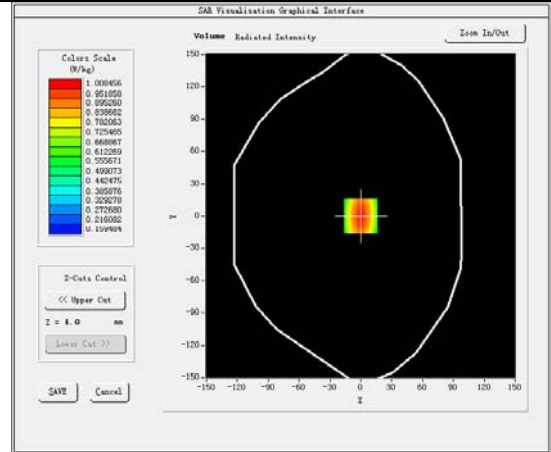 SAR Visualisation Graphical Interface
Volume Radiated Intensity
Zoom In/Out
Colors Scale
(W/kg)
1.008456
0.951858
0.895260
0.838662
0.782063
0.725465
0.668867
0.612269
0.555671
0.499073
0.442475
0.385876
0.329278
0.272680
0.216082
0.159484
Z-Cuts Control
<< Upper Cut
Z = 4.0 mm
Lower Cut >>
SAVE Cancel
150-
120-
90-
60-
30-
0-
-30-
-60-
-90-
-120-
-150-
Y
-150 -120 -90 -60 -30 0 30 60 90 120 150
X